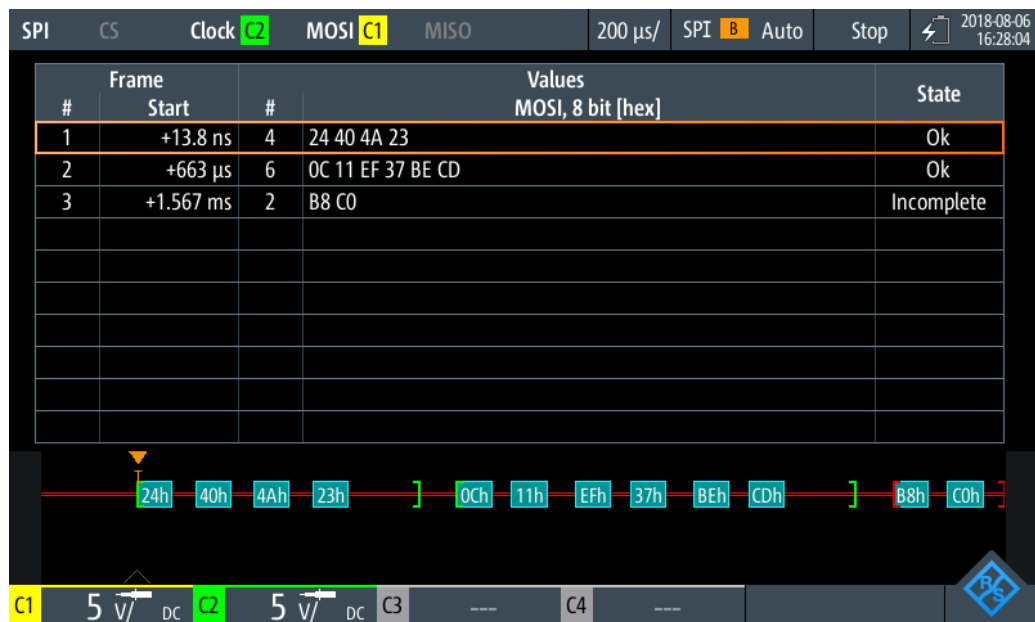 SPI CS Clock C2 MOSI C1 MISO 200 µs/ SPI B Auto Stop 2018-08-06
16:28:04
Frame Values State
# Start # MOSI, 8 bit [hex]
1 +13.8 ns 4 24 40 4A 23 Ok
2 +663 µs 6 0C 11 EF 37 BE CD Ok
3 +1.567 ms 2 B8 C0 Incomplete
T
24h 40h 4Ah 23h 0Ch 11h EFh 37h BEh CDh B8h C0h
C1 5 V/ DC C2 5 V/ DC C3 --- C4 --- R&S